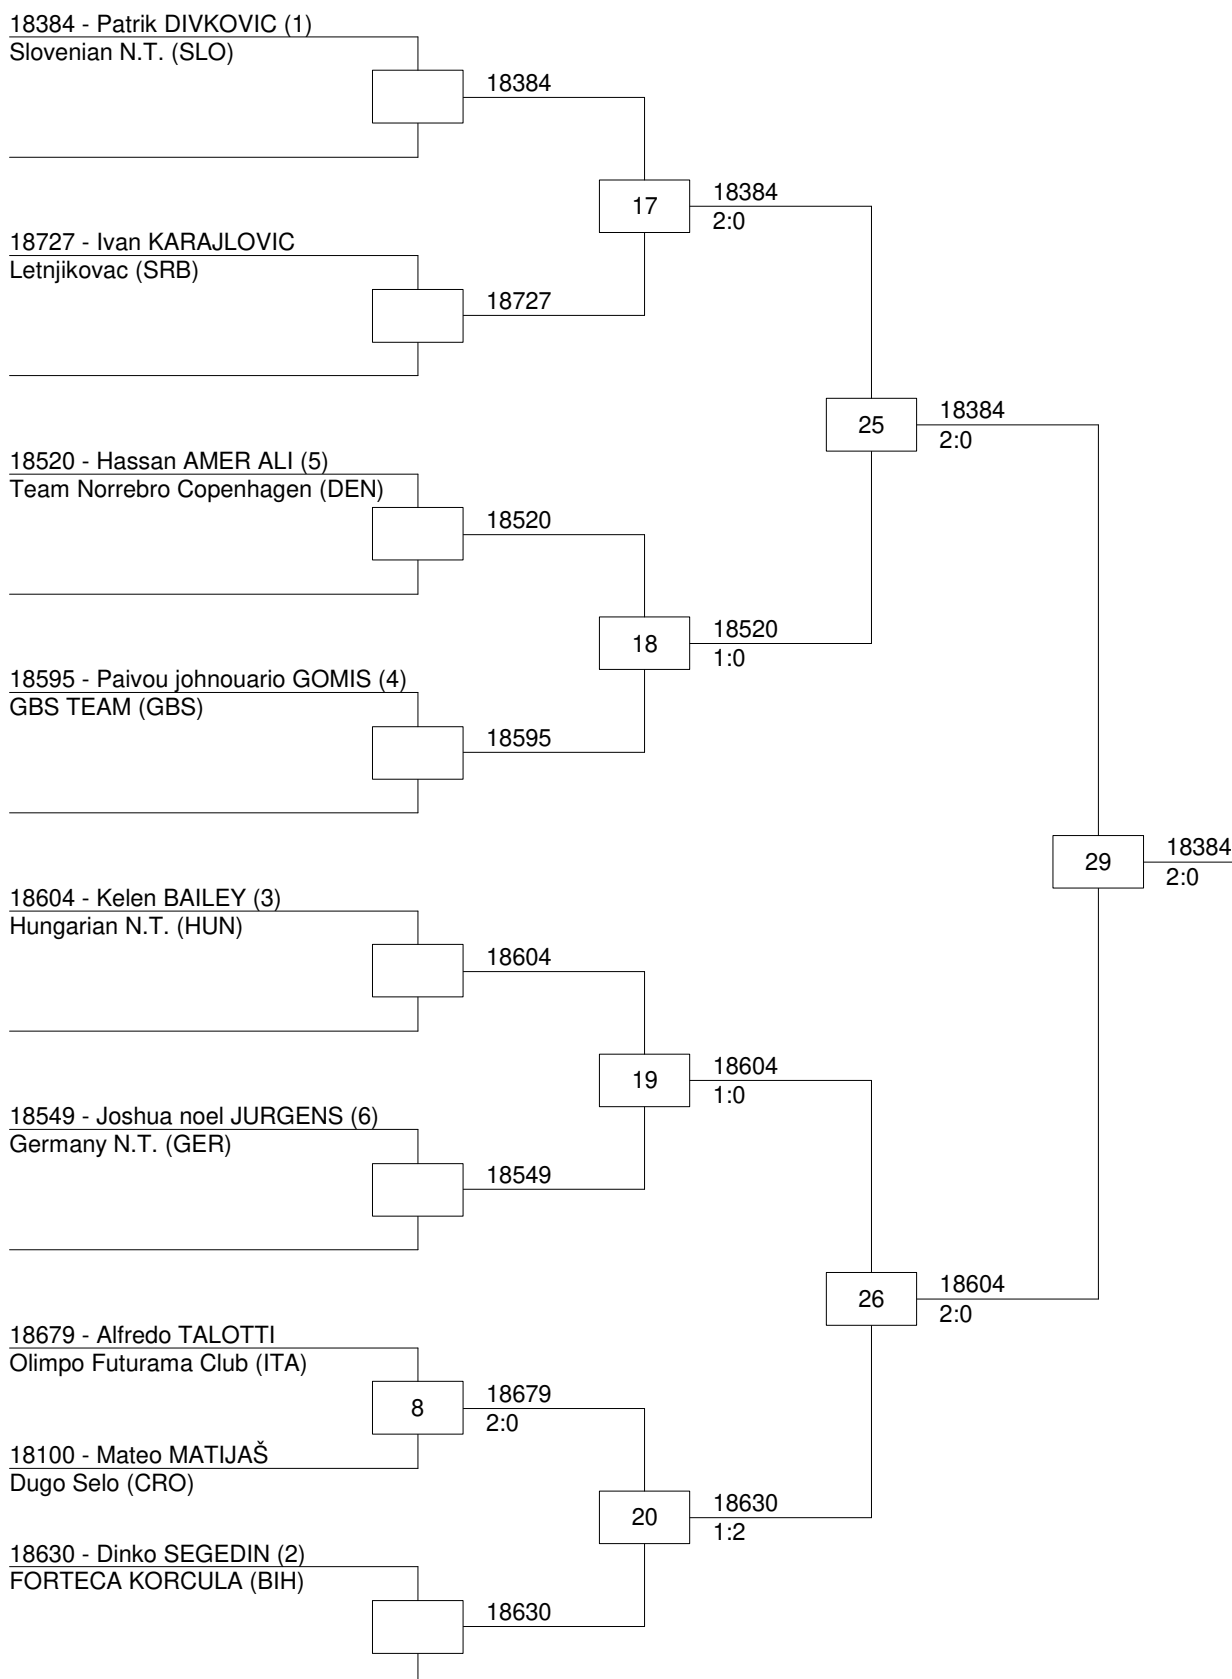 18384 - Patrik DIVKOVIC (1)
Slovenian N.T. (SLO)
18384
17
18384
2:0
18727 - Ivan KARAJLOVIC
Letnjikovac (SRB)
18727
25
18384
2:0
18520 - Hassan AMER ALI (5)
Team Norrebro Copenhagen (DEN)
18520
18
18520
1:0
18595 - Paivou johnouario GOMIS (4)
GBS TEAM (GBS)
18595
29
18384
2:0
18604 - Kelen BAILEY (3)
Hungarian N.T. (HUN)
18604
19
18604
1:0
18549 - Joshua noel JURGENS (6)
Germany N.T. (GER)
18549
26
18604
2:0
18679 - Alfredo TALOTTI
Olimpo Futurama Club (ITA)
8
18679
2:0
18100 - Mateo MATIJAŠ
Dugo Selo (CRO)
20
18630
1:2
18630 - Dinko SEGEDIN (2)
FORTECA KORCULA (BIH)
18630